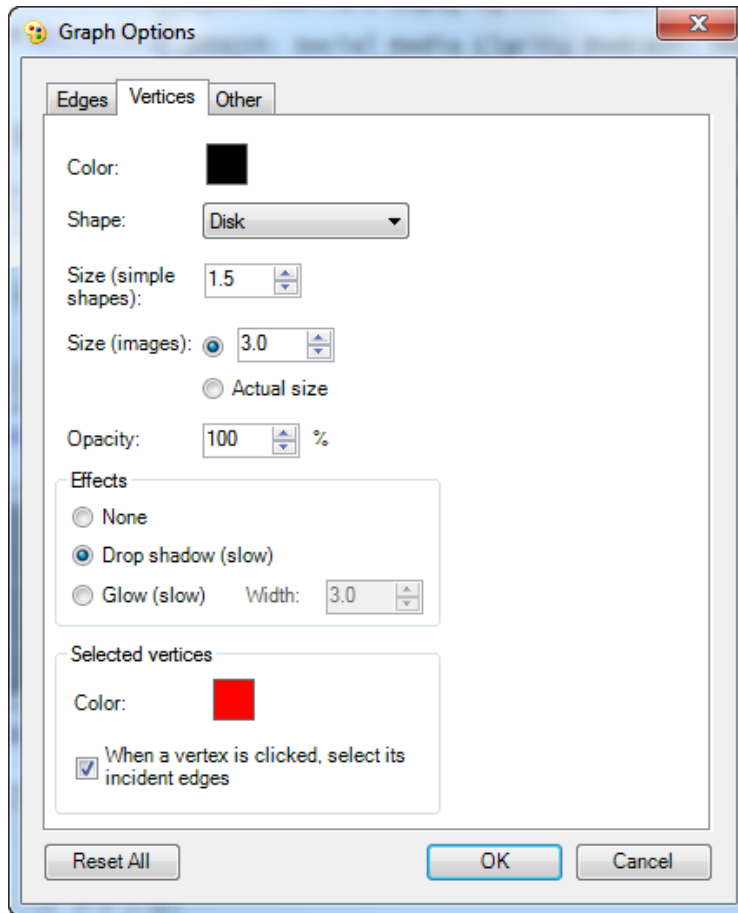 Graph Options
Edges Vertices Other
Color:
Shape: Disk
Size (simple
shapes): 1.5
Size (images): 3.0
Actual size
Opacity: 100 %
Effects
None
Drop shadow (slow)
Glow (slow) Width: 3.0
Selected vertices
Color:
When a vertex is clicked, select its
incident edges
Reset All OK Cancel